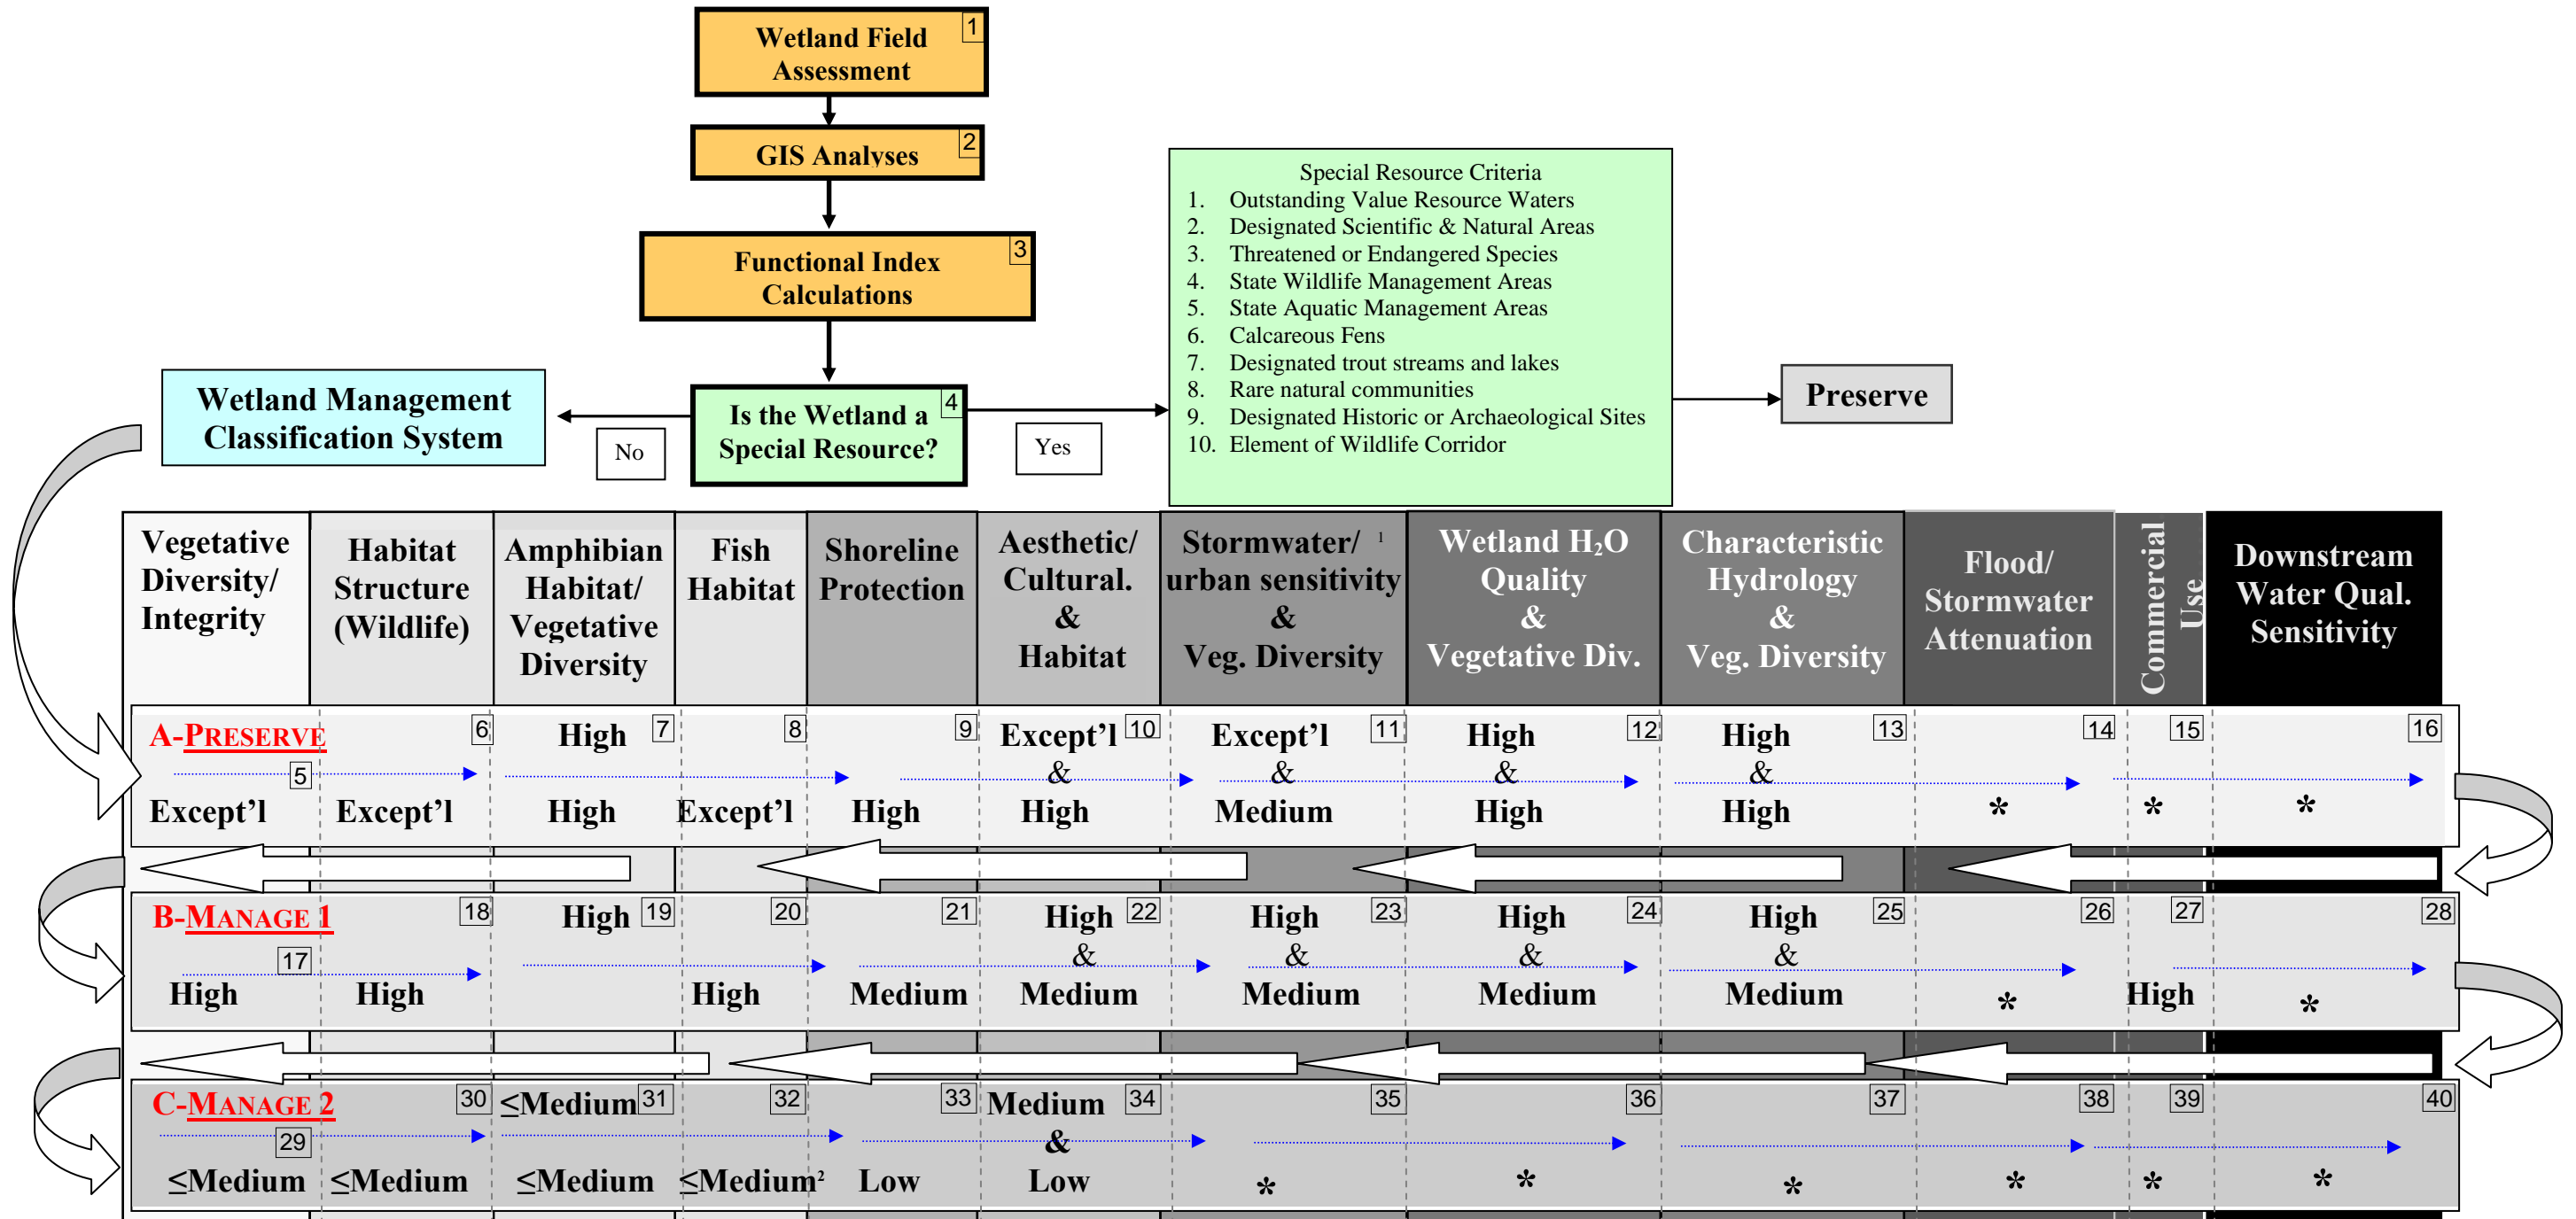 Wetland Field
Assessment
1
GIS Analyses
2
Functional Index
Calculations
3
Is the Wetland a
Special Resource?
4
No
Yes
Wetland Management
Classification System
Special Resource Criteria
1. Outstanding Value Resource Waters
2. Designated Scientific & Natural Areas
3. Threatened or Endangered Species
4. State Wildlife Management Areas
5. State Aquatic Management Areas
6. Calcareous Fens
7. Designated trout streams and lakes
8. Rare natural communities
9. Designated Historic or Archaeological Sites
10. Element of Wildlife Corridor
Preserve
Vegetative
Diversity/
Integrity
Habitat
Structure
(Wildlife)
Amphibian
Habitat/
Vegetative
Diversity
Fish
Habitat
Shoreline
Protection
Aesthetic/
Cultural.
&
Habitat
Stormwater/ 1
urban sensitivity
&
Veg. Diversity
Wetland H₂O
Quality
&
Vegetative Div.
Characteristic
Hydrology
&
Veg. Diversity
Flood/
Stormwater
Attenuation
Commercial
Use
Downstream
Water Qual.
Sensitivity
A-PRESERVE
5
Except'l
6
Except'l
High 7
High
8
Except'l
9
High
Except'l 10
&
High
Except'l 11
&
Medium
High 12
&
High
High 13
&
High
14
*
15
*
16
*
B-MANAGE 1
17
High
18
High
High 19
20
High
21
Medium
High 22
&
Medium
High 23
&
Medium
High 24
&
Medium
High 25
&
Medium
26
*
27
High
28
*
C-MANAGE 2
29
≤Medium
30
≤Medium
≤Medium 31
≤Medium
32
≤Medium²
33
Low
Medium 34
&
Low
35
*
36
*
37
*
38
*
39
*
40
*